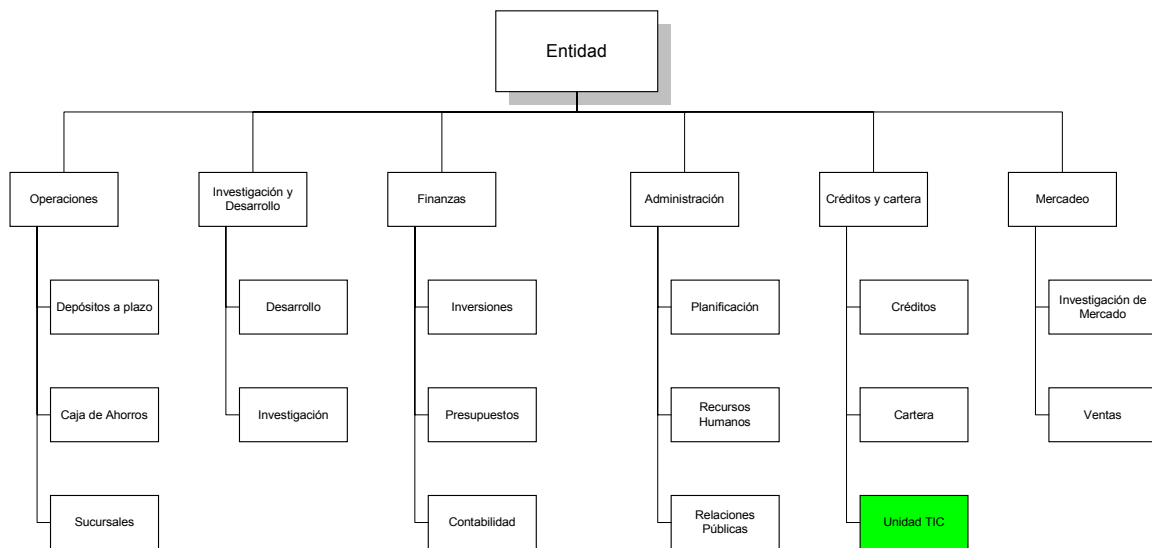 Entidad
Operaciones
Investigación y
Desarrollo
Finanzas
Administración
Créditos y cartera
Mercadeo
Depósitos a plazo
Desarrollo
Inversiones
Planificación
Créditos
Investigación de
Mercado
Caja de Ahorros
Investigación
Presupuestos
Recursos
Humanos
Cartera
Ventas
Sucursales
Contabilidad
Relaciones
Públicas
Unidad TIC